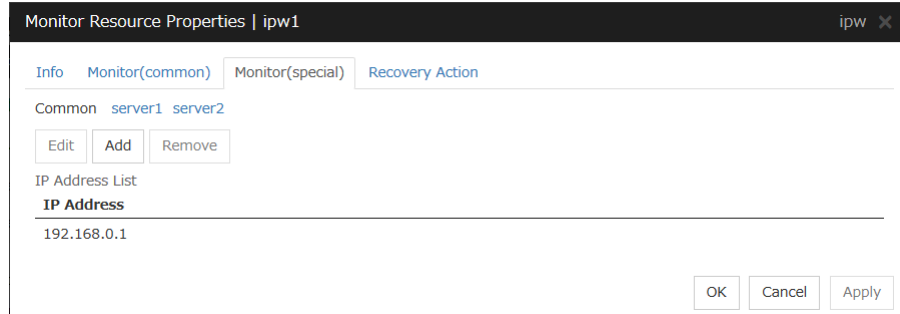 Monitor Resource Properties | ipw1 ipw ×
Info Monitor(common) Monitor(special) Recovery Action
Common server1 server2
Edit Add Remove
IP Address List
IP Address
192.168.0.1
OK Cancel Apply